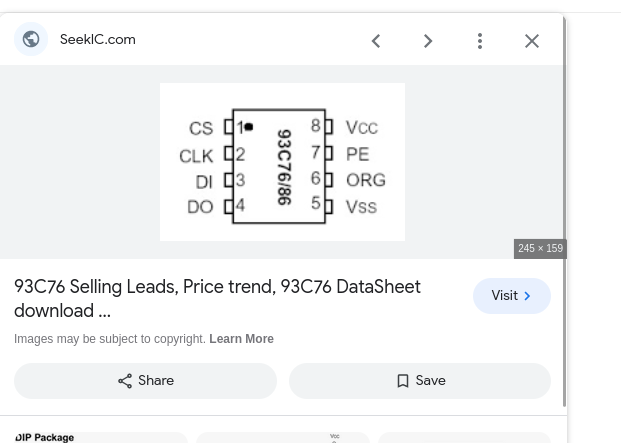 SeekIC.com
CS 1 8 Vcc
CLK 2 7 PE
DI 3 6 ORG
DO 4 5 Vss
93C76/86
245 × 159
93C76 Selling Leads, Price trend, 93C76 DataSheet
download ...
Visit
Images may be subject to copyright. Learn More
Share
Save
DIP Package
Vcc